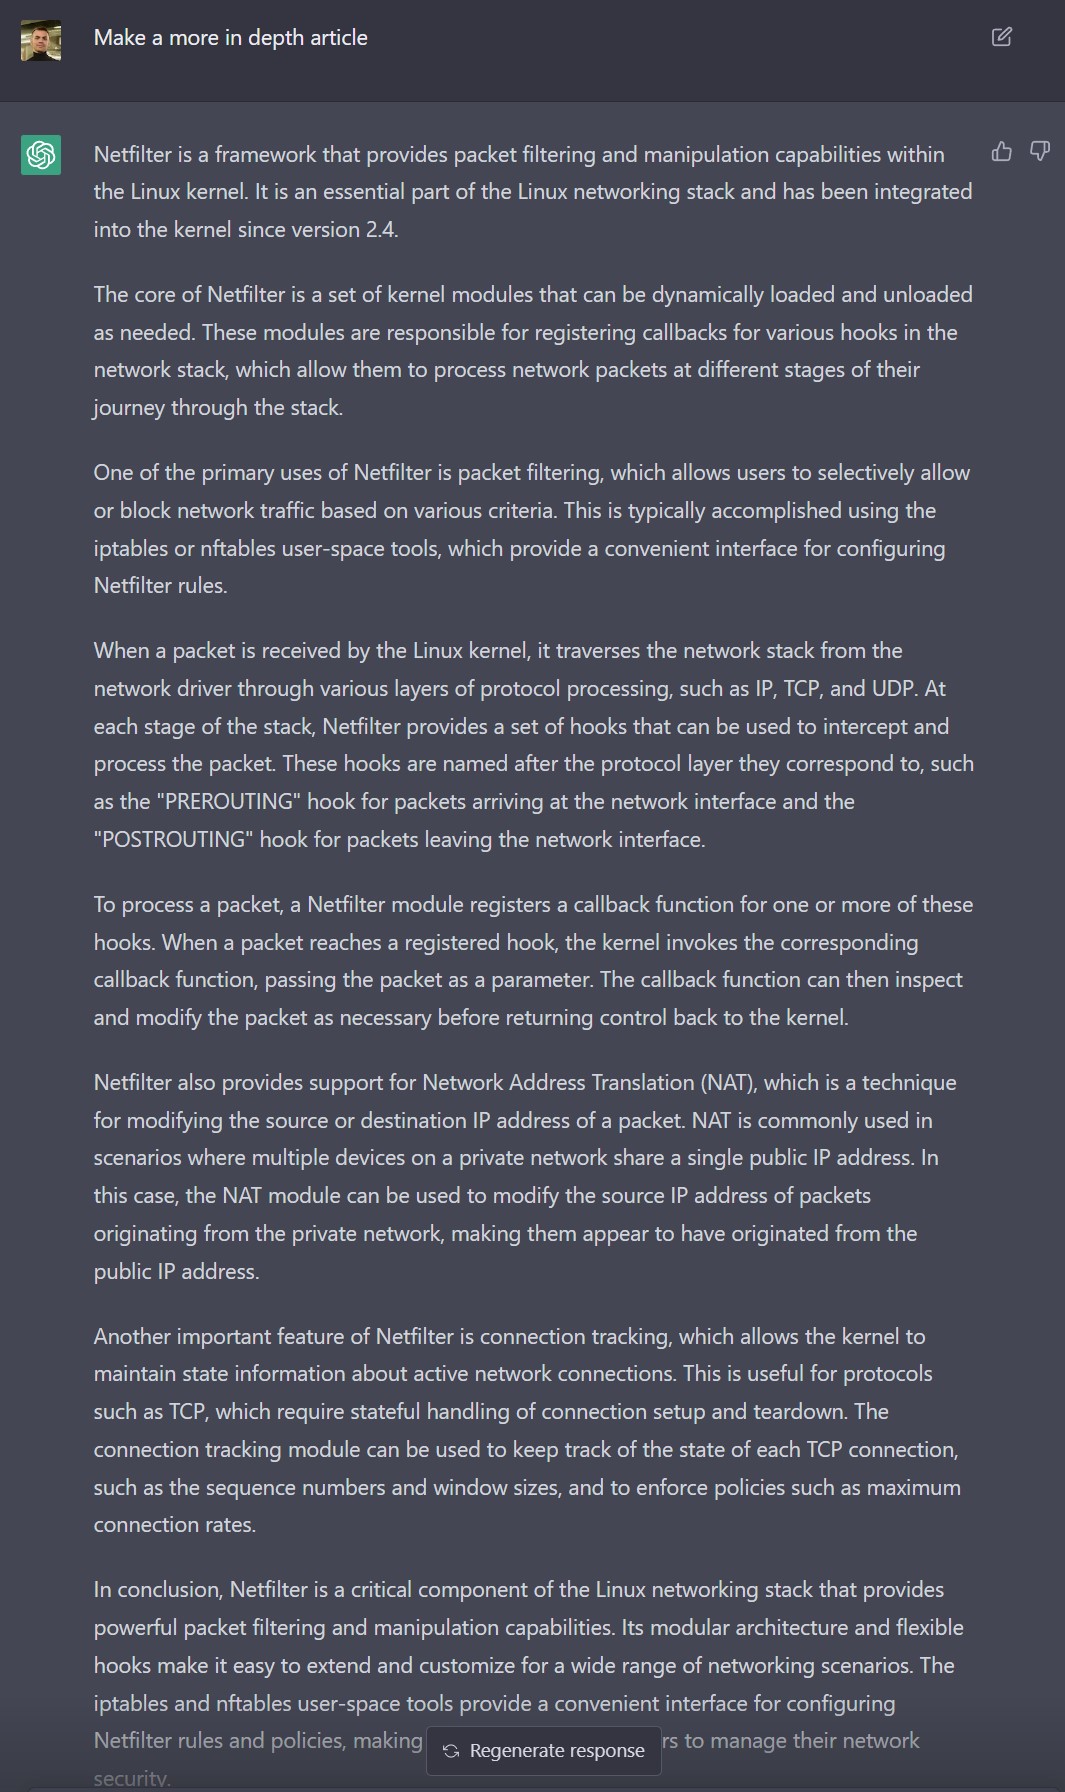 Make a more in depth article
Netfilter is a framework that provides packet filtering and manipulation capabilities within
the Linux kernel. It is an essential part of the Linux networking stack and has been integrated
into the kernel since version 2.4.
The core of Netfilter is a set of kernel modules that can be dynamically loaded and unloaded
as needed. These modules are responsible for registering callbacks for various hooks in the
network stack, which allow them to process network packets at different stages of their
journey through the stack.
One of the primary uses of Netfilter is packet filtering, which allows users to selectively allow
or block network traffic based on various criteria. This is typically accomplished using the
iptables or nftables user-space tools, which provide a convenient interface for configuring
Netfilter rules.
When a packet is received by the Linux kernel, it traverses the network stack from the
network driver through various layers of protocol processing, such as IP, TCP, and UDP. At
each stage of the stack, Netfilter provides a set of hooks that can be used to intercept and
process the packet. These hooks are named after the protocol layer they correspond to, such
as the "PREROUTING" hook for packets arriving at the network interface and the
"POSTROUTING" hook for packets leaving the network interface.
To process a packet, a Netfilter module registers a callback function for one or more of these
hooks. When a packet reaches a registered hook, the kernel invokes the corresponding
callback function, passing the packet as a parameter. The callback function can then inspect
and modify the packet as necessary before returning control back to the kernel.
Netfilter also provides support for Network Address Translation (NAT), which is a technique
for modifying the source or destination IP address of a packet. NAT is commonly used in
scenarios where multiple devices on a private network share a single public IP address. In
this case, the NAT module can be used to modify the source IP address of packets
originating from the private network, making them appear to have originated from the
public IP address.
Another important feature of Netfilter is connection tracking, which allows the kernel to
maintain state information about active network connections. This is useful for protocols
such as TCP, which require stateful handling of connection setup and teardown. The
connection tracking module can be used to keep track of the state of each TCP connection,
such as the sequence numbers and window sizes, and to enforce policies such as maximum
connection rates.
In conclusion, Netfilter is a critical component of the Linux networking stack that provides
powerful packet filtering and manipulation capabilities. Its modular architecture and flexible
hooks make it easy to extend and customize for a wide range of networking scenarios. The
iptables and nftables user-space tools provide a convenient interface for configuring
Netfilter rules and policies, making rs to manage their network
security.
Regenerate response